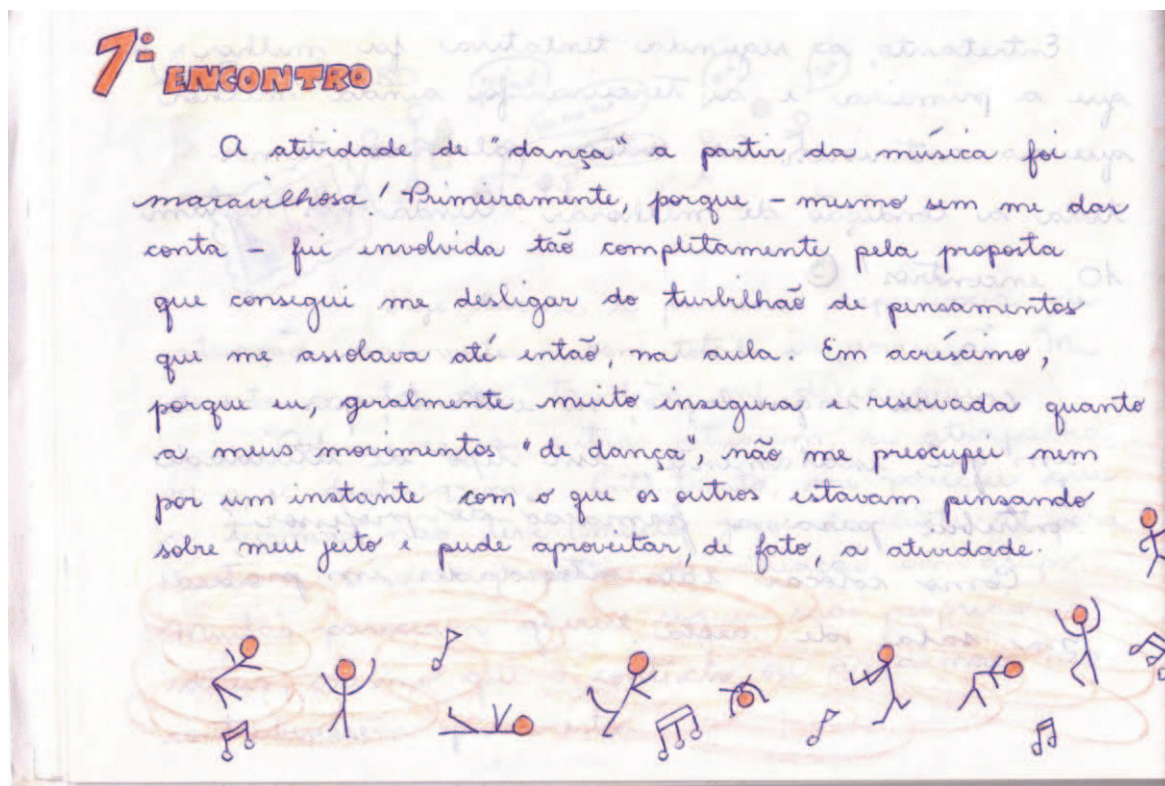 7º ENCONTRO
A atividade de "dança" a partir da música foi
maravilhosa! Primeiramente, porque - mesmo sem me dar
conta - fui envolvida tão completamente pela proposta
que consegui me desligar do turbilhão de pensamentos
que me assolava até então, na aula. Em acréscimo,
porque eu, geralmente muito insegura e reservada quanto
a meus movimentos "de dança", não me preocupei nem
por um instante com o que os outros estavam pensando
sobre meu jeito e pude aproveitar, de fato, a atividade.